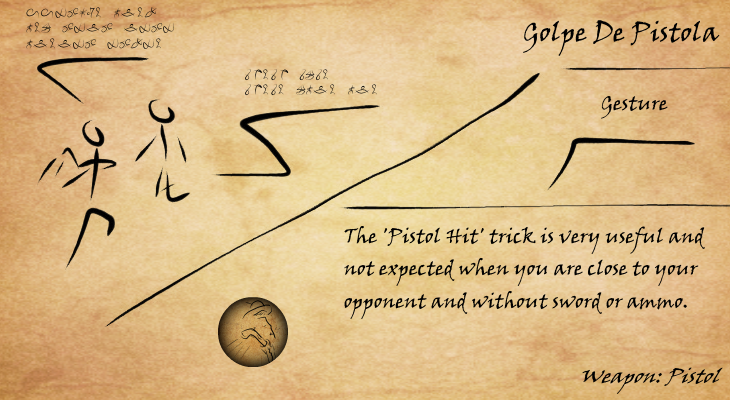 Golpe De Pistola
Gesture
The 'Pistol Hit' trick is very useful and
not expected when you are close to your
opponent and without sword or ammo.
Weapon: Pistol